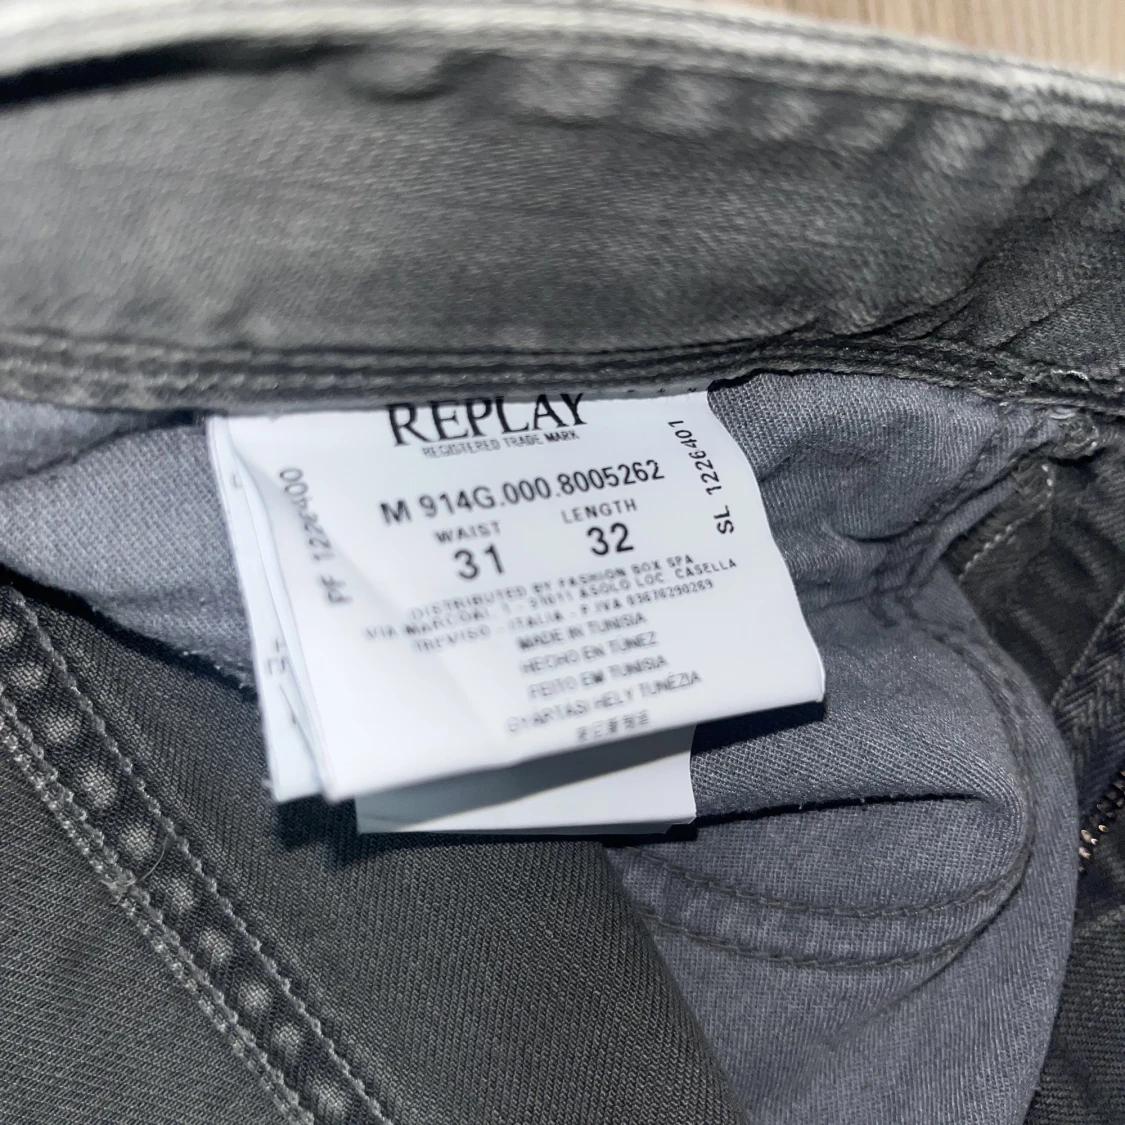 REPLAY
REGISTERED TRADE MARK
M 914G.000.8005262
WAIST LENGTH
31 32
DISTRIBUTED BY FASHION BOX SPA
VIA MARCOAI, 1 - 31011 ASOLO LOC. CASELLA
TREVISO - ITALIA - P.IVA 03676290269
MADE IN TUNISIA
HECHO EN TUNEZ
FEITO EM TUNISIA
GYÁRTÁSI HELY TUNÉZIA
PF 1226400
SL 1226401